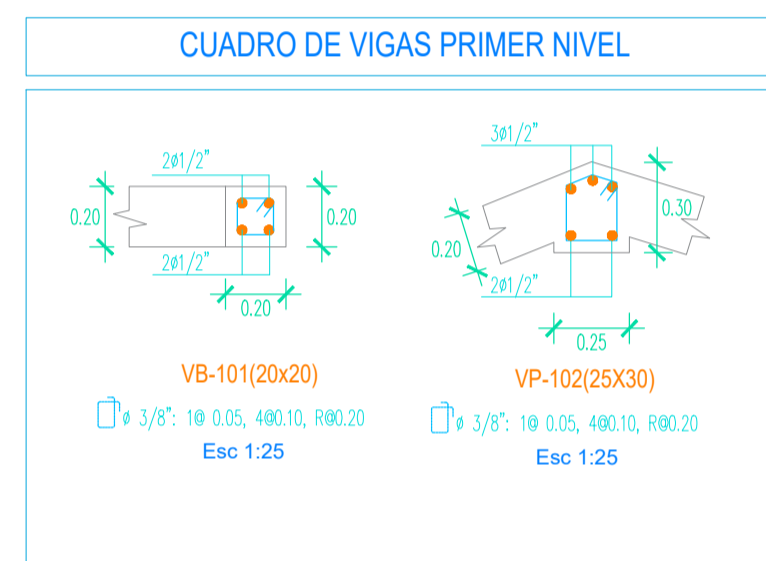 CUADRO DE VIGAS PRIMER NIVEL
2ø1/2"
0.20
0.20
2ø1/2"
0.20
VB-101(20x20)
ø 3/8": 1@ 0.05, 4@0.10, R@0.20
Esc 1:25
3ø1/2"
0.30
0.20
2ø1/2"
0.25
VP-102(25X30)
ø 3/8": 1@ 0.05, 4@0.10, R@0.20
Esc 1:25